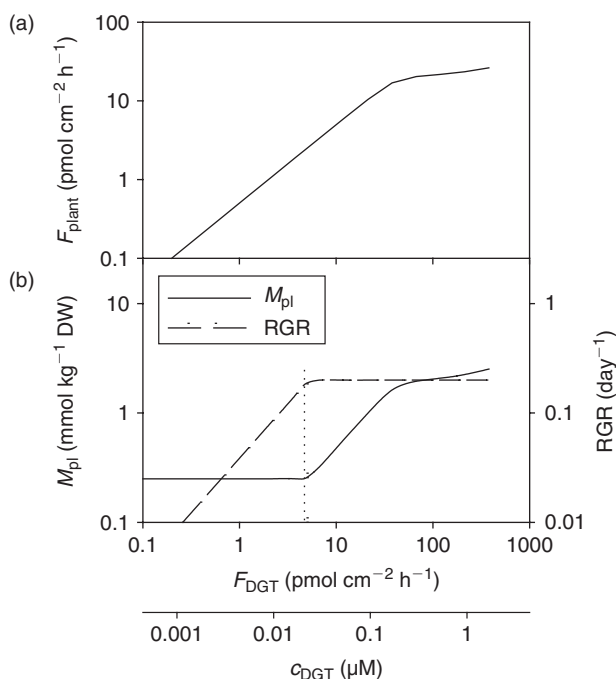 (a)
100
10
1
0.1
F_plant (pmol cm⁻² h⁻¹)
(b)
M_pl
RGR
10
1
0.1
M_pl (mmol kg⁻¹ DW)
1
0.1
0.01
RGR (day⁻¹)
0.1 1 10 100 1000
F_DGT (pmol cm⁻² h⁻¹)
0.001 0.01 0.1 1
c_DGT (μM)